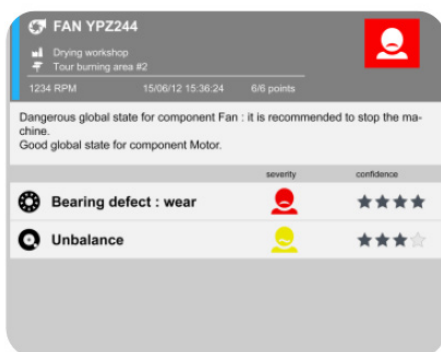 FAN YPZ244
Drying workshop
Tour burning area #2
1234 RPM 15/06/12 15:36:24 6/6 points
Dangerous global state for component Fan : it is recommended to stop the ma-
chine.
Good global state for component Motor.
severity confidence
Bearing defect : wear
Unbalance